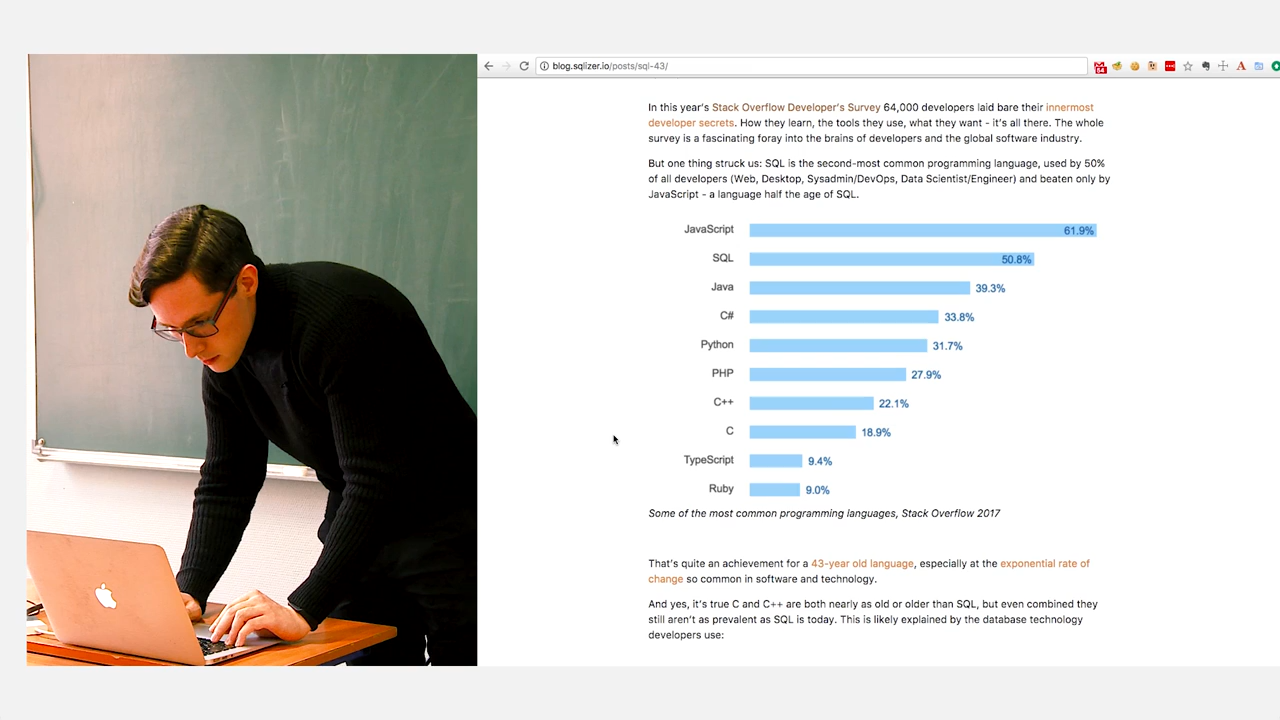 blog.sqlizer.io/posts/sql-43/
64
In this year's Stack Overflow Developer's Survey 64,000 developers laid bare their innermost
developer secrets. How they learn, the tools they use, what they want - it's all there. The whole
survey is a fascinating foray into the brains of developers and the global software industry.
But one thing struck us: SQL is the second-most common programming language, used by 50%
of all developers (Web, Desktop, Sysadmin/DevOps, Data Scientist/Engineer) and beaten only by
JavaScript - a language half the age of SQL.
JavaScript 61.9%
SQL 50.8%
Java 39.3%
C# 33.8%
Python 31.7%
PHP 27.9%
C++ 22.1%
C 18.9%
TypeScript 9.4%
Ruby 9.0%
Some of the most common programming languages, Stack Overflow 2017
That's quite an achievement for a 43-year old language, especially at the exponential rate of
change so common in software and technology.
And yes, it's true C and C++ are both nearly as old or older than SQL, but even combined they
still aren't as prevalent as SQL is today. This is likely explained by the database technology
developers use: